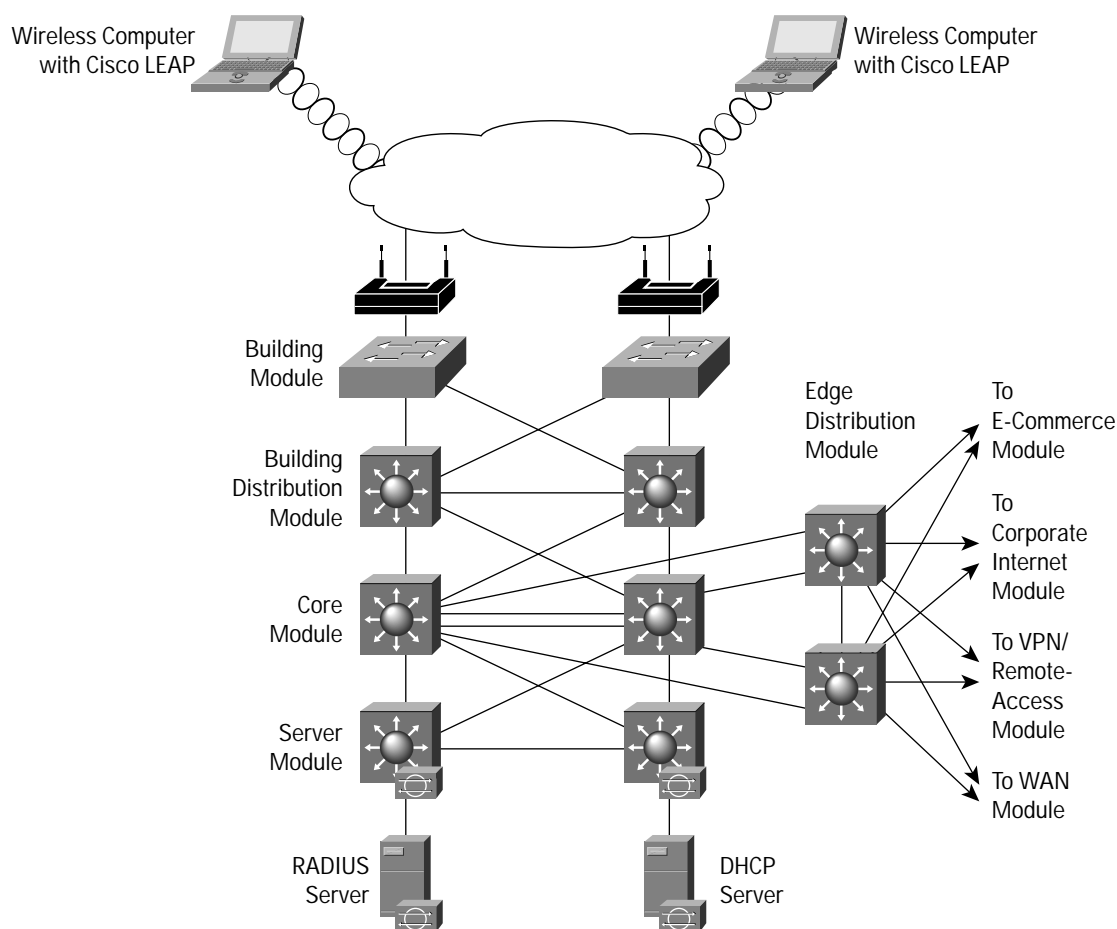 Wireless Computer
with Cisco LEAP
Wireless Computer
with Cisco LEAP
Building
Module
Edge
Distribution
Module
To
E-Commerce
Module
Building
Distribution
Module
To
Corporate
Internet
Module
Core
Module
To VPN/
Remote-
Access
Module
Server
Module
To WAN
Module
RADIUS
Server
DHCP
Server